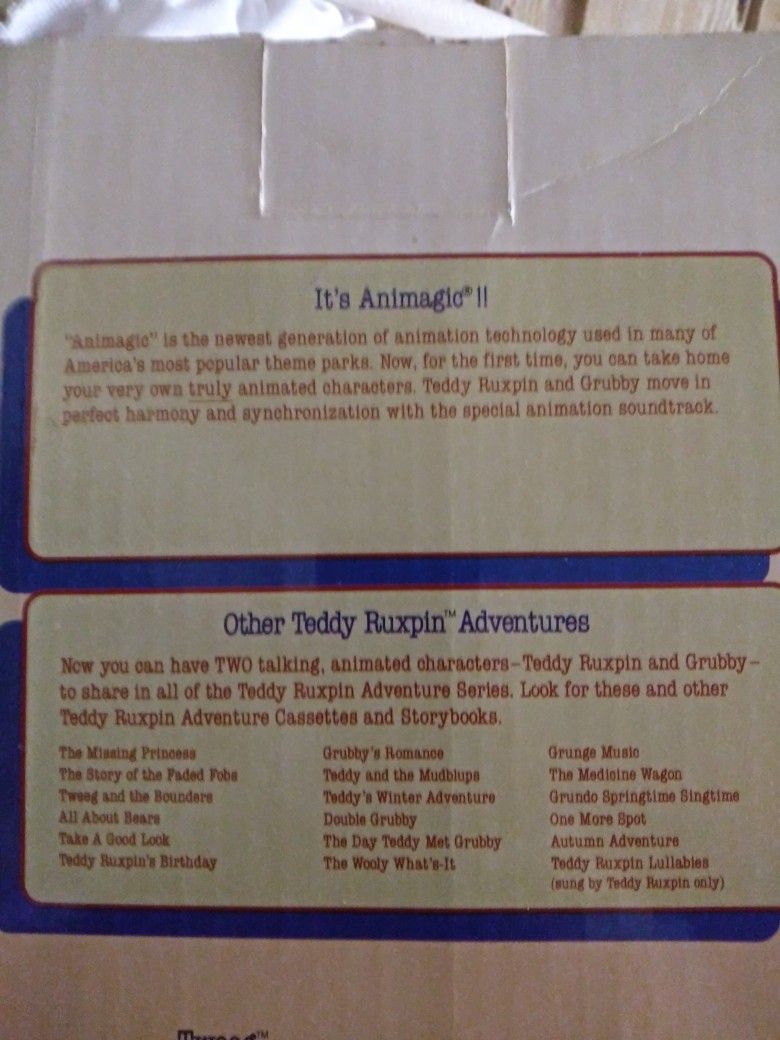 It's Animagic® !!
"Animagic" is the newest generation of animation technology used in many of
America's most popular theme parks. Now, for the first time, you can take home
your very own truly animated characters. Teddy Ruxpin and Grubby move in
perfect harmony and synchronization with the special animation soundtrack.
Other Teddy Ruxpin™ Adventures
Now you can have TWO talking, animated characters–Teddy Ruxpin and Grubby–
to share in all of the Teddy Ruxpin Adventure Series. Look for these and other
Teddy Ruxpin Adventure Cassettes and Storybooks.
The Missing Princess
The Story of the Faded Fobs
Tweeg and the Bounders
All About Bears
Take A Good Look
Teddy Ruxpin's Birthday
Grubby's Romance
Teddy and the Mudblups
Teddy's Winter Adventure
Double Grubby
The Day Teddy Met Grubby
The Wooly What's-It
Grunge Music
The Medicine Wagon
Grundo Springtime Singtime
One More Spot
Autumn Adventure
Teddy Ruxpin Lullabies
(sung by Teddy Ruxpin only)